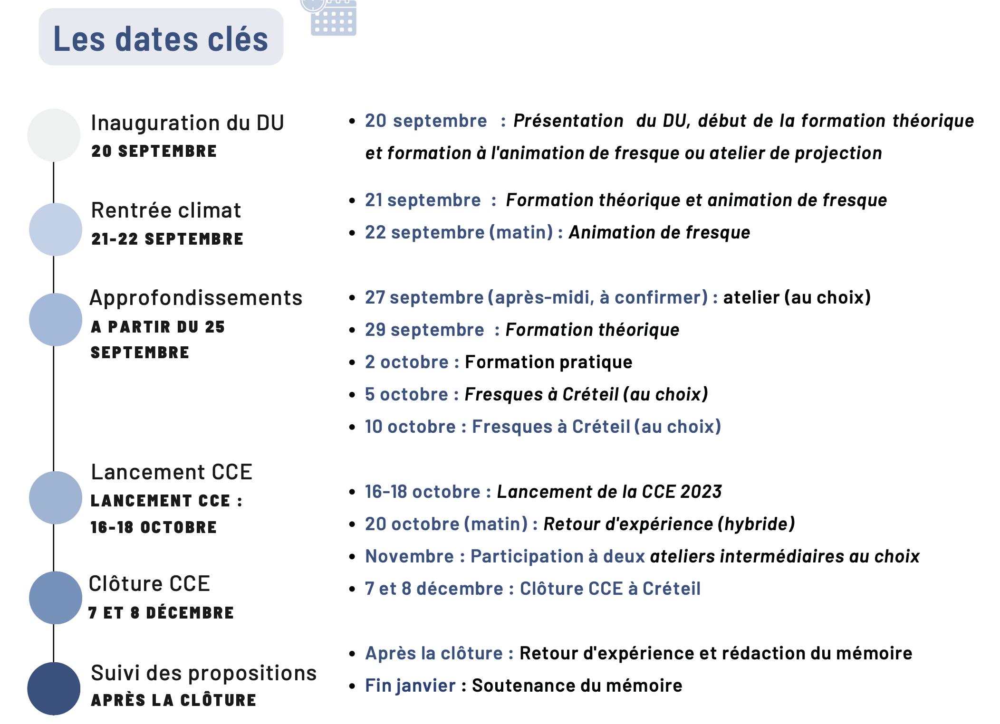 Les dates clés
Inauguration du DU
20 SEPTEMBRE
• 20 septembre : Présentation du DU, début de la formation théorique
et formation à l'animation de fresque ou atelier de projection
Rentrée climat
21-22 SEPTEMBRE
• 21 septembre : Formation théorique et animation de fresque
• 22 septembre (matin) : Animation de fresque
Approfondissements
A PARTIR DU 25
SEPTEMBRE
• 27 septembre (après-midi, à confirmer) : atelier (au choix)
• 29 septembre : Formation théorique
• 2 octobre : Formation pratique
• 5 octobre : Fresques à Créteil (au choix)
• 10 octobre : Fresques à Créteil (au choix)
Lancement CCE
LANCEMENT CCE :
16-18 OCTOBRE
• 16-18 octobre : Lancement de la CCE 2023
• 20 octobre (matin) : Retour d'expérience (hybride)
• Novembre : Participation à deux ateliers intermédiaires au choix
• 7 et 8 décembre : Clôture CCE à Créteil
Clôture CCE
7 ET 8 DÉCEMBRE
Suivi des propositions
APRÈS LA CLÔTURE
• Après la clôture : Retour d'expérience et rédaction du mémoire
• Fin janvier : Soutenance du mémoire